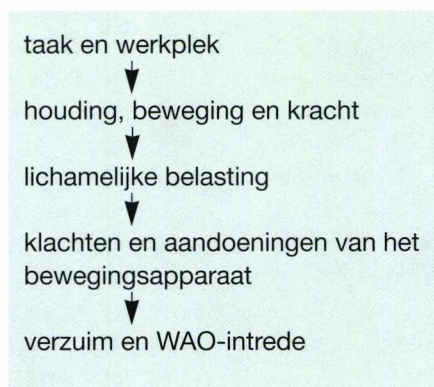 taak en werkplek
houding, beweging en kracht
lichamelijke belasting
klachten en aandoeningen van het
bewegingsapparaat
verzuim en WAO-intrede